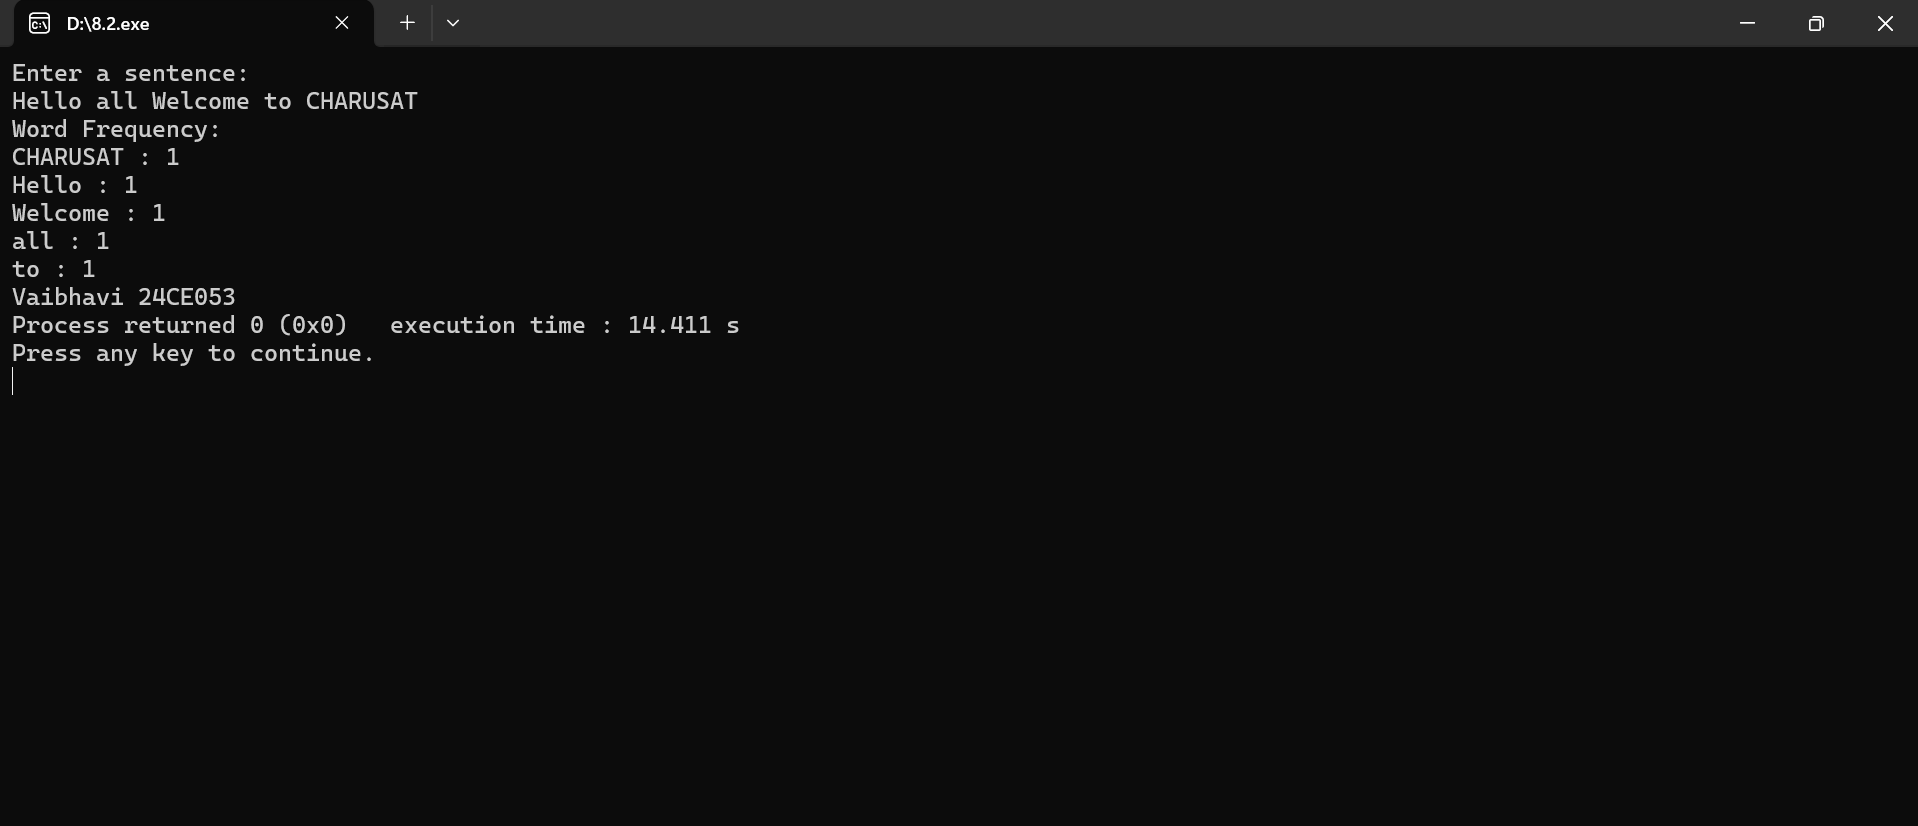 D:\8.2.exe
Enter a sentence:
Hello all Welcome to CHARUSAT
Word Frequency:
CHARUSAT : 1
Hello : 1
Welcome : 1
all : 1
to : 1
Vaibhavi 24CE053
Process returned 0 (0x0)   execution time : 14.411 s
Press any key to continue.